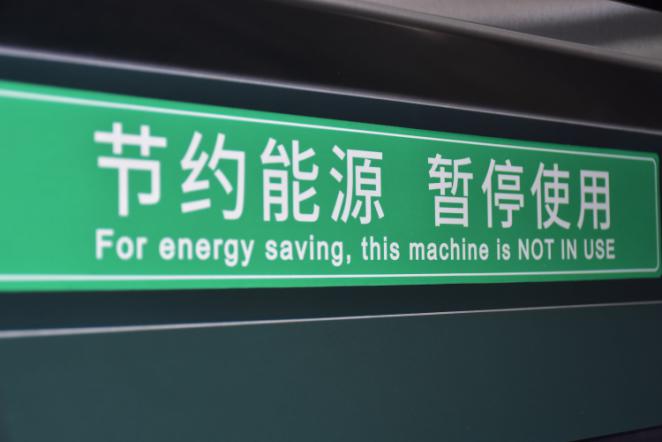 节约能源 暂停使用
For energy saving, this machine is NOT IN USE